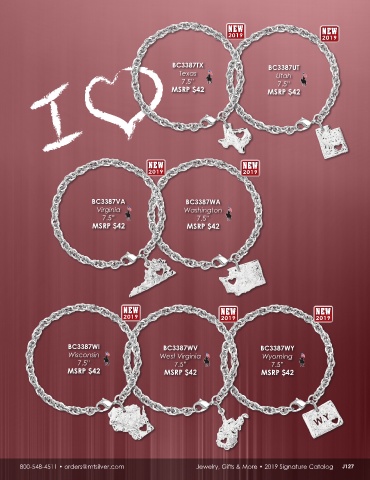 I
NEW
2019
NEW
2019
BC3387TX
Texas
7.5"
MSRP $42
BC3387UT
Utah
7.5"
MSRP $42
NEW
2019
NEW
2019
BC3387VA
Virginia
7.5"
MSRP $42
BC3387WA
Washington
7.5"
MSRP $42
NEW
2019
NEW
2019
NEW
2019
BC3387WI
Wisconsin
7.5"
MSRP $42
BC3387WV
West Virginia
7.5"
MSRP $42
BC3387WY
Wyoming
7.5"
MSRP $42
WY
800-548-4511 • orders@mtsilver.com
Jewelry, Gifts & More • 2019 Signature Catalog J127